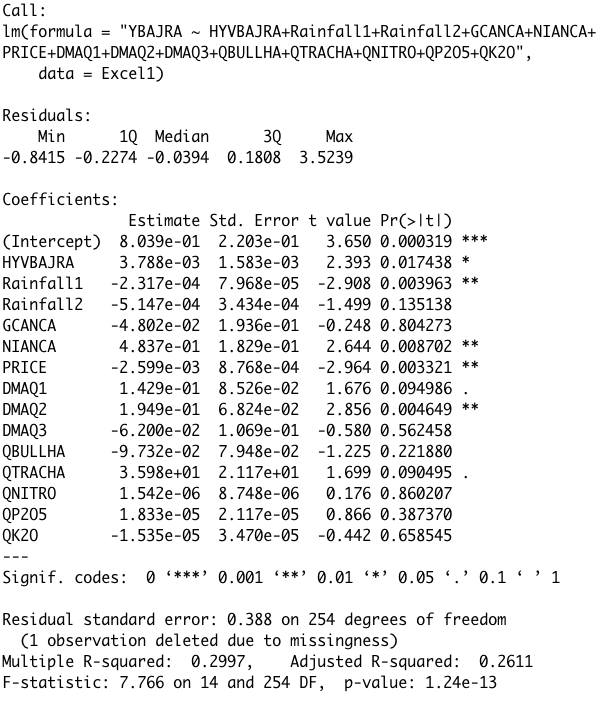 Call:
lm(formula = "YBAJRA ~ HYVBAJRA+Rainfall1+Rainfall2+GCANCA+NIANCA+
PRICE+DMAQ1+DMAQ2+DMAQ3+QBULLHA+QTRACHA+QNITRO+QP2O5+QK2O",
    data = Excel1)

Residuals:
    Min      1Q  Median      3Q     Max
-0.8415 -0.2274 -0.0394  0.1808  3.5239

Coefficients:
              Estimate Std. Error t value Pr(>|t|)
(Intercept)  8.039e-01  2.203e-01   3.650 0.000319 ***
HYVBAJRA     3.788e-03  1.583e-03   2.393 0.017438 *
Rainfall1   -2.317e-04  7.968e-05  -2.908 0.003963 **
Rainfall2   -5.147e-04  3.434e-04  -1.499 0.135138
GCANCA      -4.802e-02  1.936e-01  -0.248 0.804273
NIANCA       4.837e-01  1.829e-01   2.644 0.008702 **
PRICE       -2.599e-03  8.768e-04  -2.964 0.003321 **
DMAQ1        1.429e-01  8.526e-02   1.676 0.094986 .
DMAQ2        1.949e-01  6.824e-02   2.856 0.004649 **
DMAQ3       -6.200e-02  1.069e-01  -0.580 0.562458
QBULLHA     -9.732e-02  7.948e-02  -1.225 0.221880
QTRACHA      3.598e+01  2.117e+01   1.699 0.090495 .
QNITRO       1.542e-06  8.748e-06   0.176 0.860207
QP2O5        1.833e-05  2.117e-05   0.866 0.387370
QK2O        -1.535e-05  3.470e-05  -0.442 0.658545
---
Signif. codes:  0 ‘***’ 0.001 ‘**’ 0.01 ‘*’ 0.05 ‘.’ 0.1 ‘ ’ 1

Residual standard error: 0.388 on 254 degrees of freedom
  (1 observation deleted due to missingness)
Multiple R-squared:  0.2997,    Adjusted R-squared:  0.2611
F-statistic: 7.766 on 14 and 254 DF,  p-value: 1.24e-13